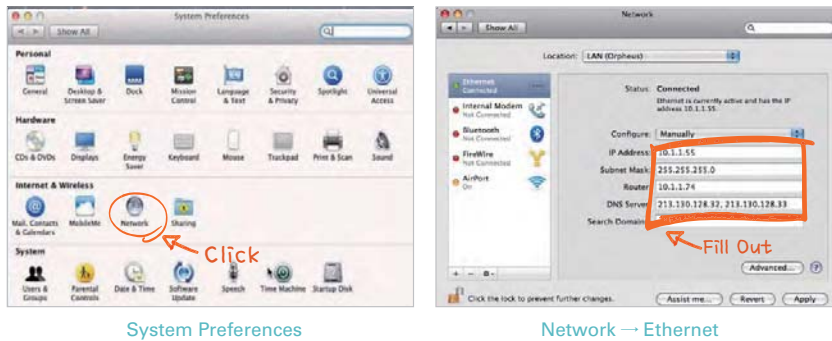 System Preferences
Show All
Personal
General
Desktop & Screen Saver
Dock
Mission Control
Language & Text
Security & Privacy
Spotlight
Universal Access
Hardware
CDs & DVDs
Displays
Energy Saver
Keyboard
Mouse
Trackpad
Print & Scan
Sound
Internet & Wireless
Mail, Contacts & Calendars
MobileMe
Network
Sharing
Click
System
Users & Groups
Parental Controls
Date & Time
Software Update
Speech
Time Machine
Startup Disk
System Preferences
Network
Show All
Location: LAN (Orpheus)
Ethernet
Connected
Internal Modem
Not Connected
Bluetooth
Not Connected
FireWire
Not Connected
AirPort
On
Status: Connected
Ethernet is currently active and has the IP
address 10.1.1.55.
Configure: Manually
IP Address: 10.1.1.55
Subnet Mask: 255.255.255.0
Router: 10.1.1.74
DNS Server: 213.130.128.32, 213.130.128.33
Search Domain
Fill Out
Advanced... ?
Click the lock to prevent further changes.
Assist me... Revert Apply
Network → Ethernet